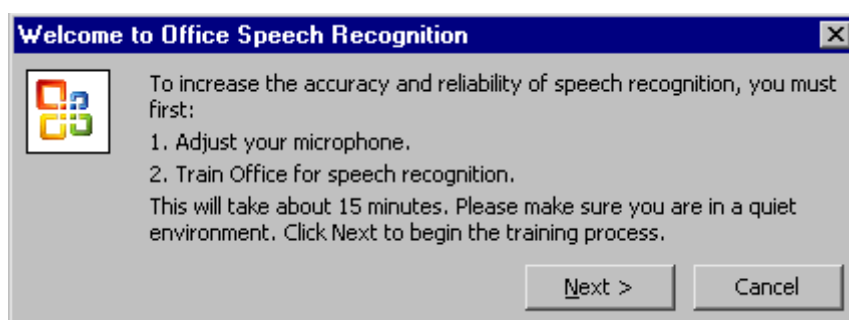 Welcome to Office Speech Recognition
To increase the accuracy and reliability of speech recognition, you must
first:
1. Adjust your microphone.
2. Train Office for speech recognition.
This will take about 15 minutes. Please make sure you are in a quiet
environment. Click Next to begin the training process.
Next >
Cancel